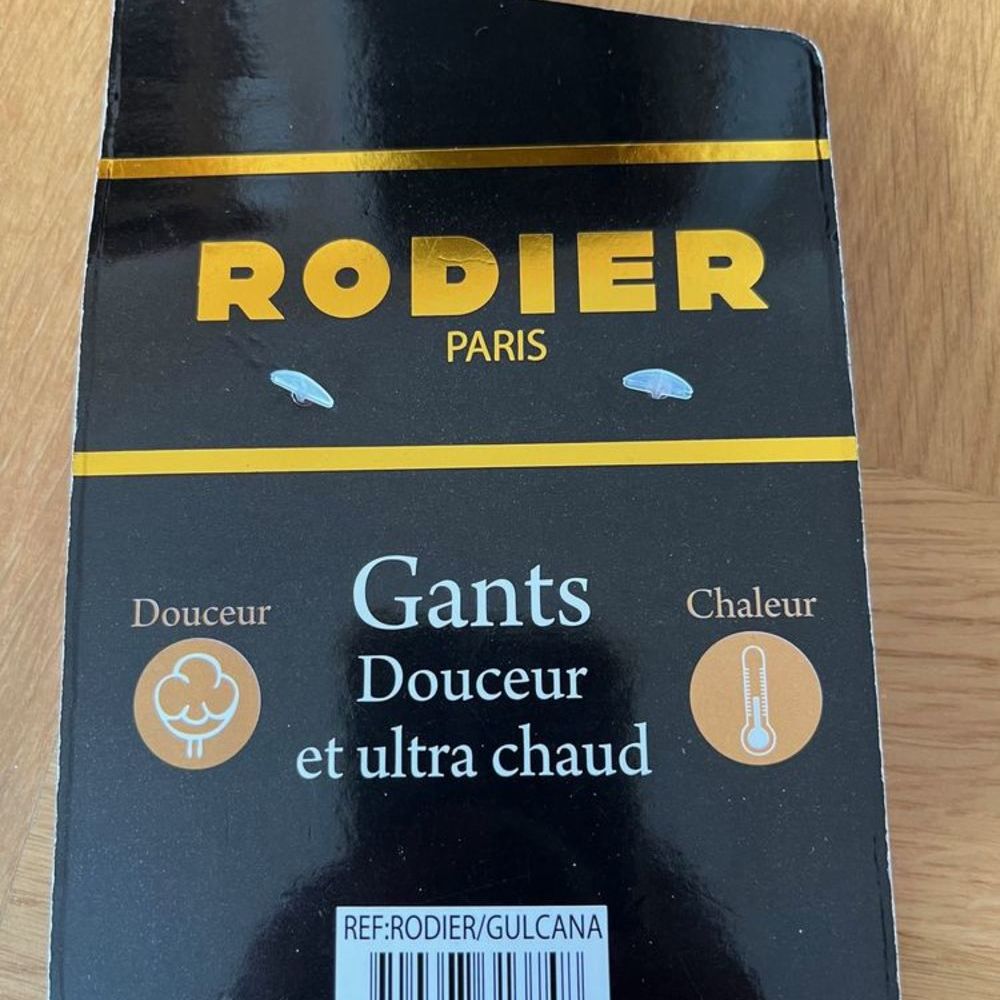 RODIER
PARIS
Gants
Douceur
et ultra chaud
Douceur
Chaleur
REF:RODIER/GULCANA